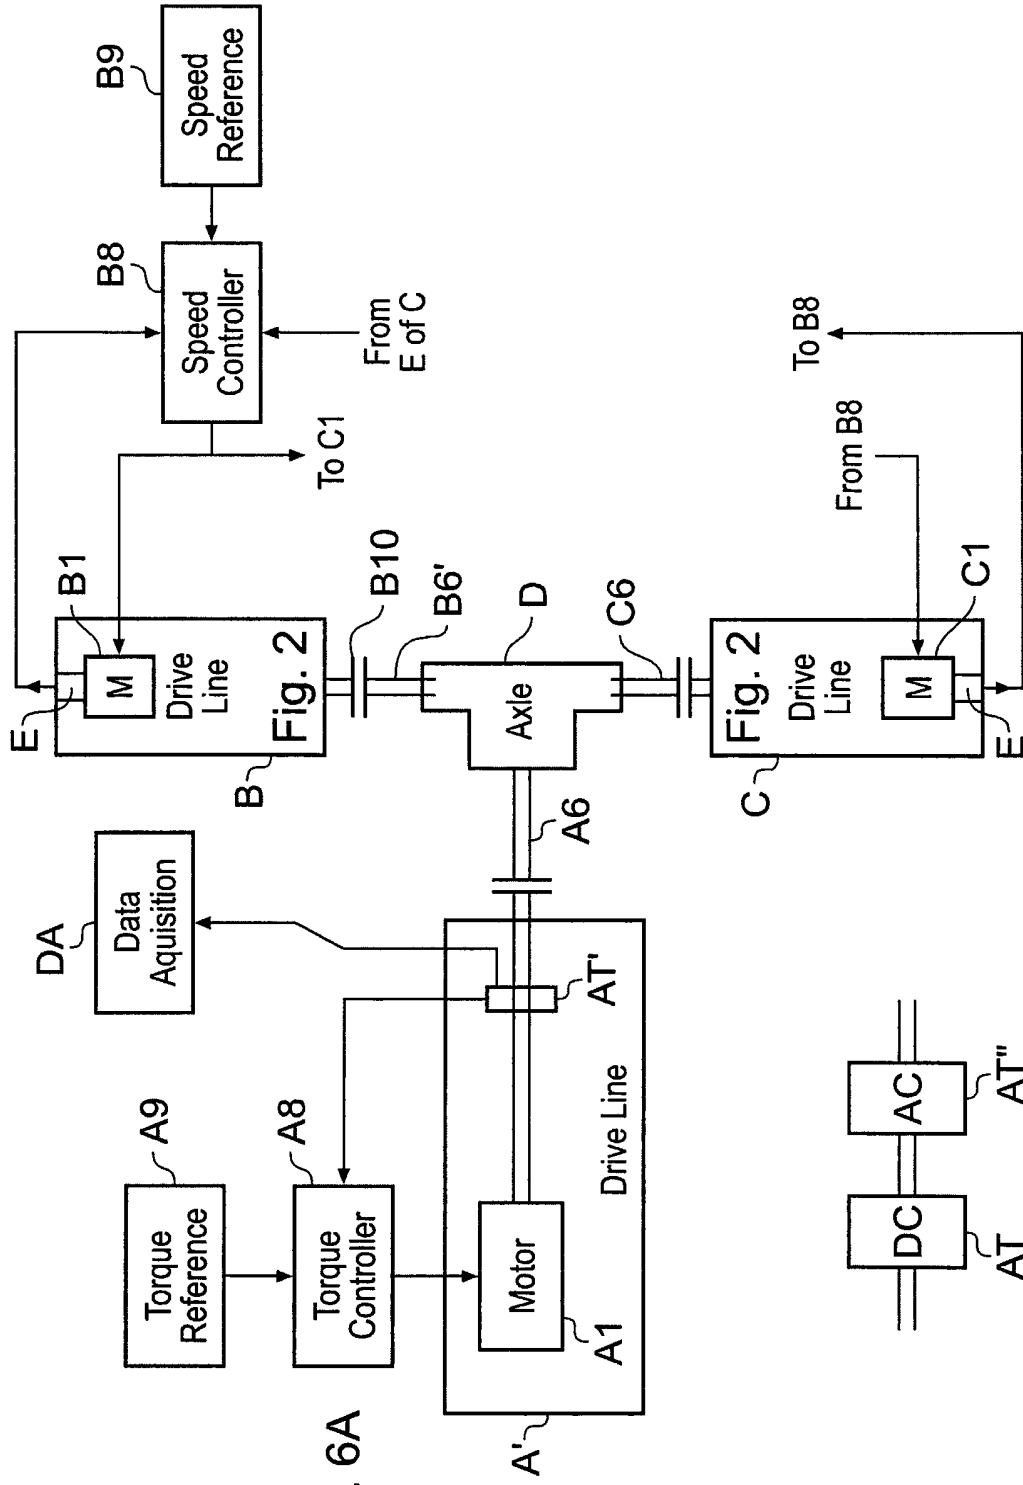 B9
Speed
Reference
B8
Speed
Controller
From
E of C
To C1
To B8
From B8
B1
E
M
Drive
Line
Fig. 2
B
B10
B6'
D
Axle
C6
C1
M
E
Drive
Line
Fig. 2
C
A6
DA
Data
Aquisition
AT'
A9
Torque
Reference
A8
Torque
Controller
Motor
A1
Drive Line
A'
6A
DC
AT
AC
AT"